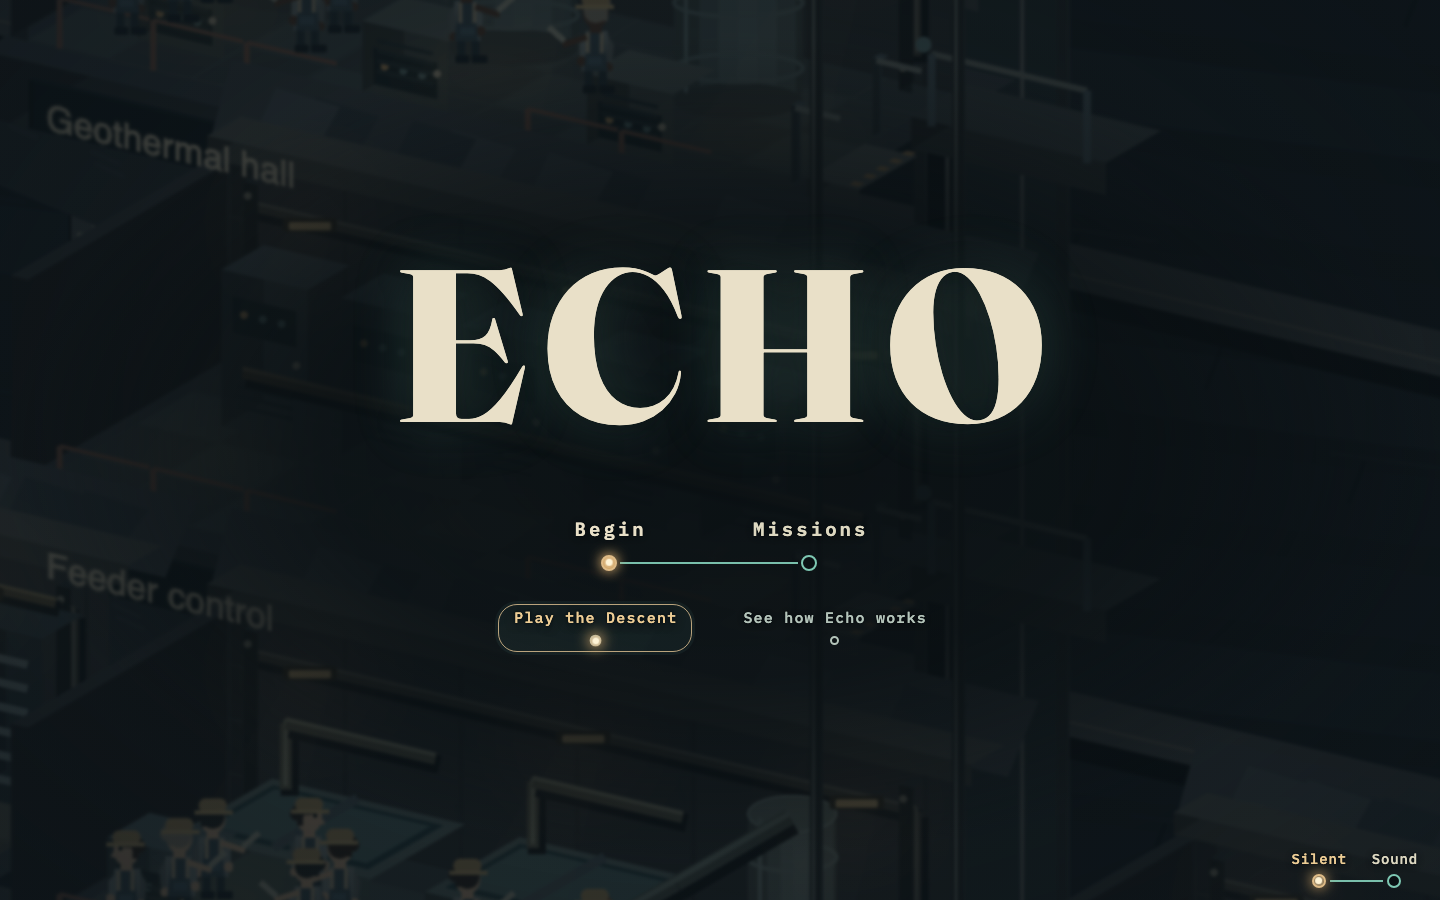 Geothermal hall
ECHO
Begin
Missions
Feeder control
Play the Descent
See how Echo works
Silent
Sound